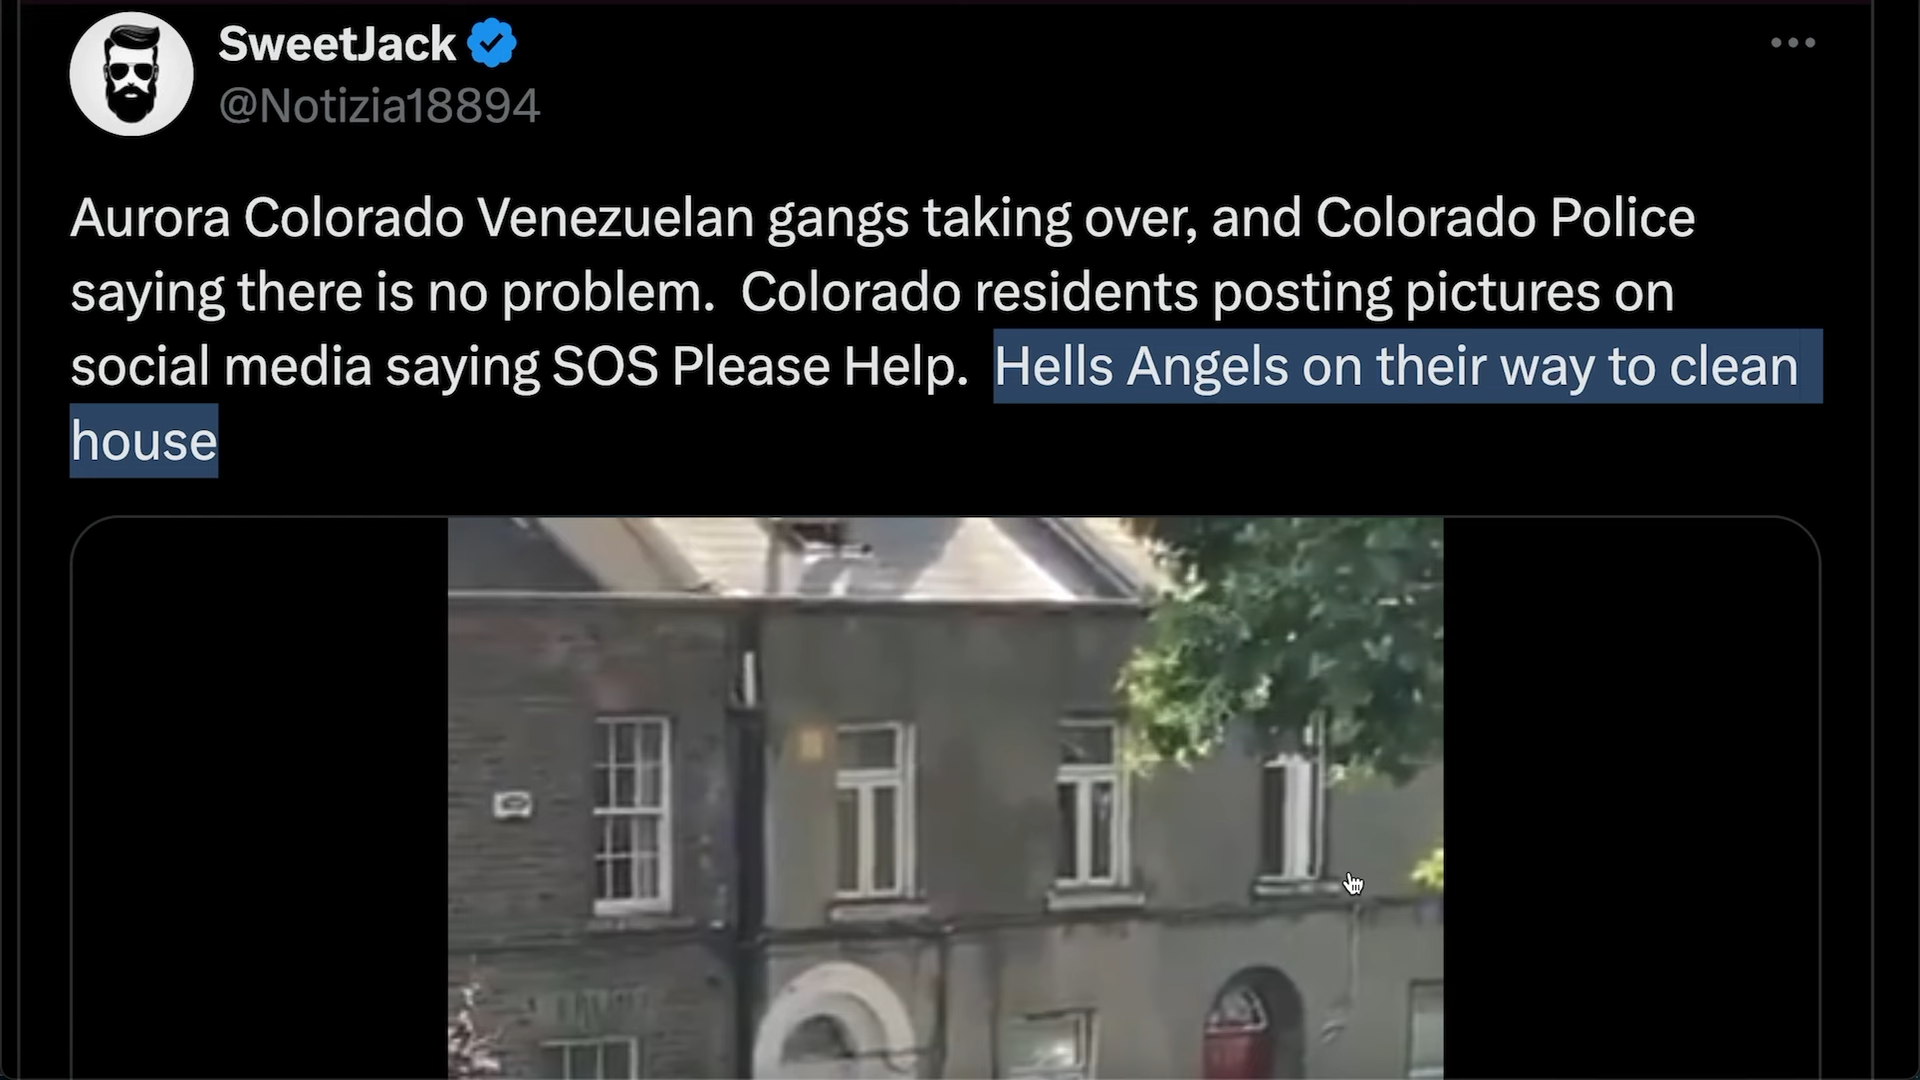 SweetJack
@Notizia18894
Aurora Colorado Venezuelan gangs taking over, and Colorado Police
saying there is no problem.  Colorado residents posting pictures on
social media saying SOS Please Help.  Hells Angels on their way to clean
house